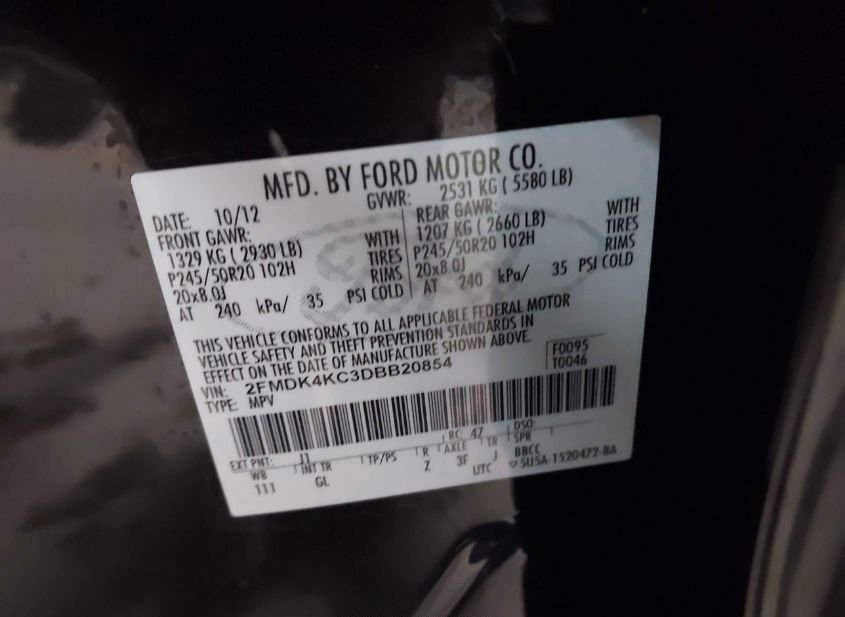 MFD. BY FORD MOTOR CO.
DATE: 10/12 GVWR: 2531 KG ( 5580 LB)
FRONT GAWR: REAR GAWR:
1329 KG ( 2930 LB) WITH 1207 KG ( 2660 LB) WITH
P245/50R20 102H TIRES P245/50R20 102H TIRES
20x8.0J RIMS 20x8.0J RIMS
AT 240 kPa/ 35 PSI COLD AT 240 kPa/ 35 PSI COLD
THIS VEHICLE CONFORMS TO ALL APPLICABLE FEDERAL MOTOR
VEHICLE SAFETY AND THEFT PREVENTION STANDARDS IN
EFFECT ON THE DATE OF MANUFACTURE SHOWN ABOVE.
VIN: 2FMDK4KC3DBB20854 F0095
TYPE: MPV T0046
EXT PNT: J1 RC: 47 DSO:
WB INT TR TP/PS R AXLE TR SPR
111 GL Z 3F J BBCC
UTC ▽5USA-1520472-BA